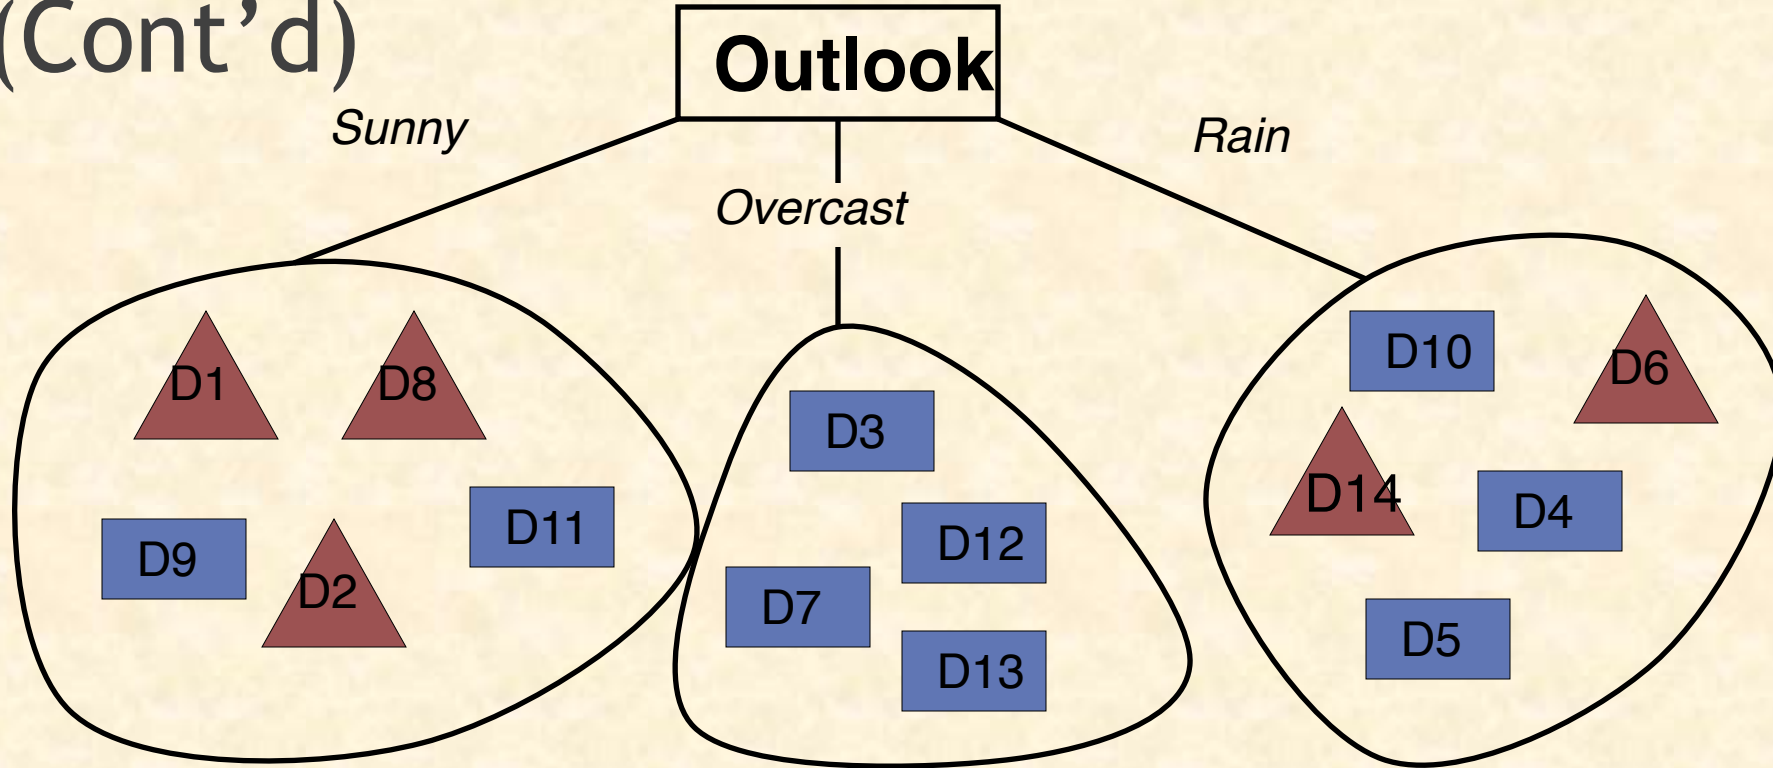 (Cont’d)
Outlook
Sunny
Overcast
Rain
D1
D8
D9
D2
D11
D3
D12
D7
D13
D10
D6
D14
D4
D5